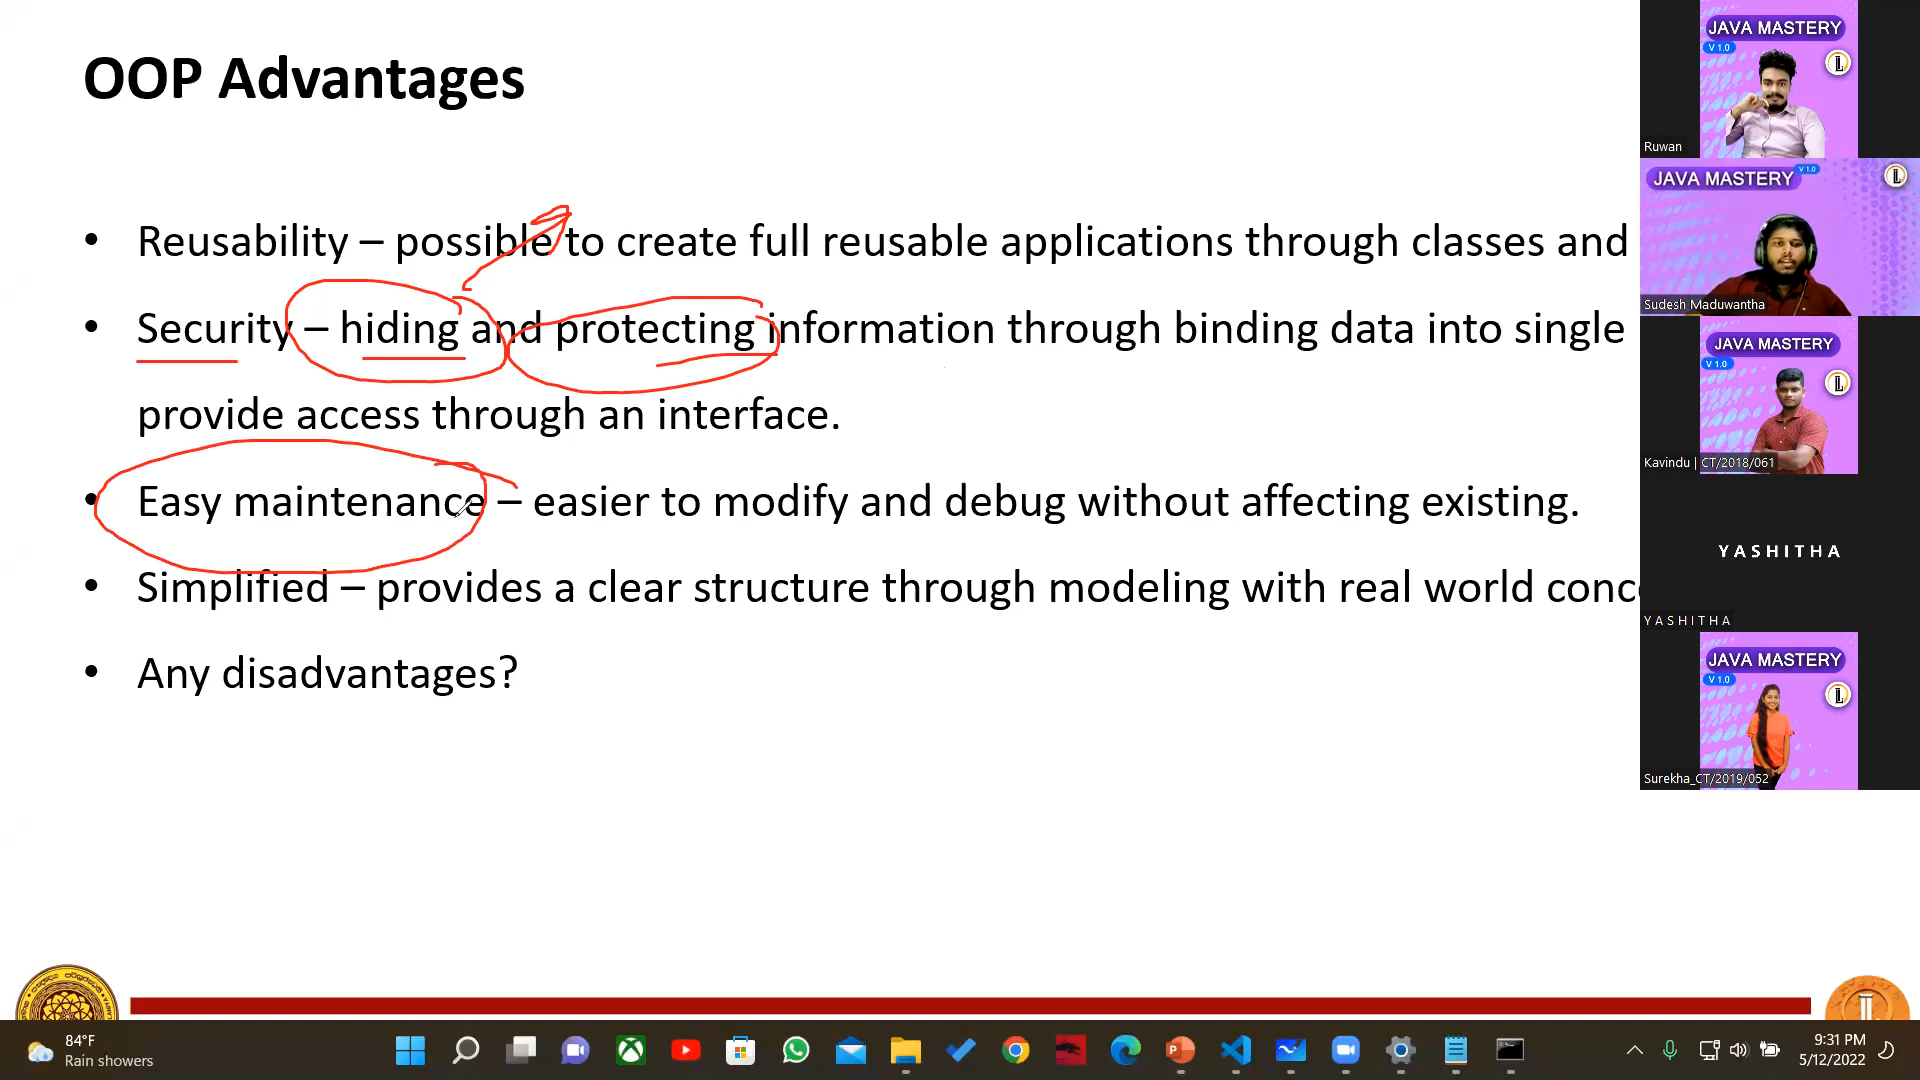 OOP Advantages
• Reusability – possible to create full reusable applications through classes and
• Security – hiding and protecting information through binding data into single
provide access through an interface.
• Easy maintenance – easier to modify and debug without affecting existing.
• Simplified – provides a clear structure through modeling with real world conc
• Any disadvantages?
JAVA MASTERY
V 1.0
Ruwan
JAVA MASTERY V 1.0
Sudesh Maduwantha
JAVA MASTERY
V 1.0
Kavindu | CT/2018/061
YASHITHA
YASHITHA
JAVA MASTERY
V 1.0
Surekha_CT/2019/052
84°F
Rain showers
9:31 PM
5/12/2022